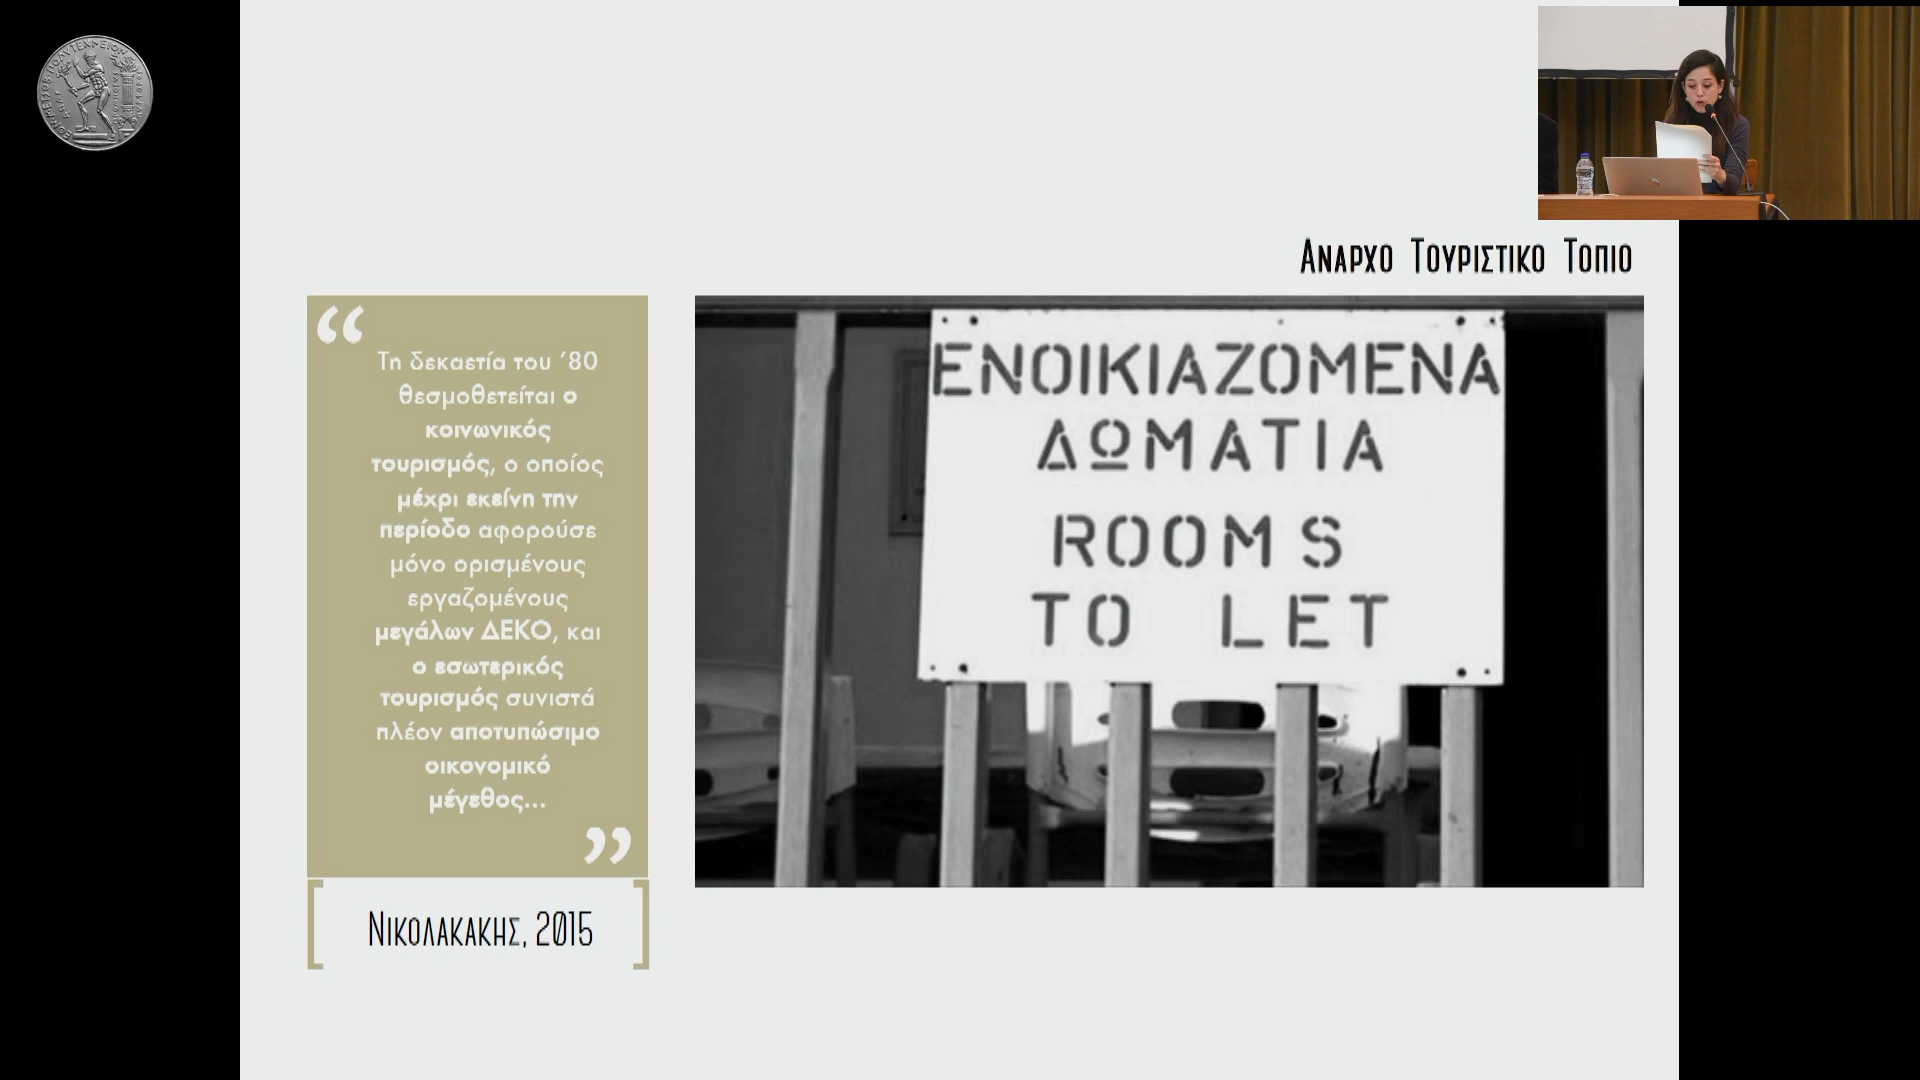 Αναρχο Τουριστικο Τοπιο
“
Τη δεκαετία του ΄80
θεσμοθετείται ο
κοινωνικός
τουρισμός, ο οποίος
μέχρι εκείνη την
περίοδο αφορούσε
μόνο ορισμένους
εργαζομένους
μεγάλων ΔΕΚΟ, και
ο εσωτερικός
τουρισμός συνιστά
πλέον αποτυπώσιμο
οικονομικό
μέγεθος...
”
Νικολακακης, 2015
ΕΝΟΙΚΙΑΖΟΜΕΝΑ
ΔΩΜΑΤΙΑ
ROOMS
TO LET